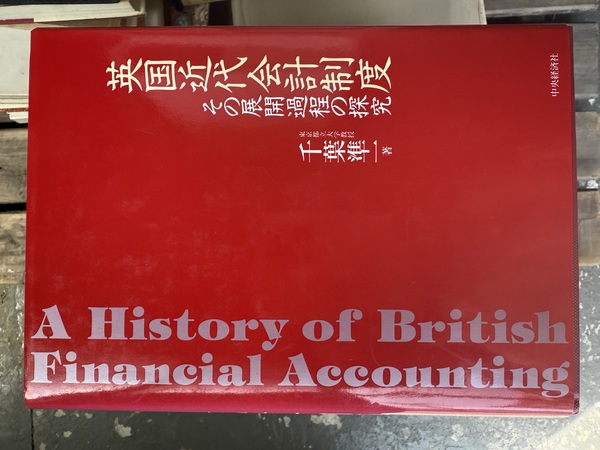 英国近代会計制度
その展開過程の探究
東京都立大学教授
千葉準一 著
中央経済社
A History of British
Financial Accounting